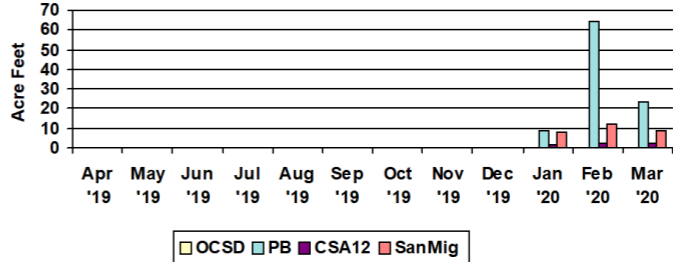 70
60
50
40
30
20
10
0
Acre Feet
Apr '19
May '19
Jun '19
Jul '19
Aug '19
Sep '19
Oct '19
Nov '19
Dec '19
Jan '20
Feb '20
Mar '20
OCSD PB CSA12 SanMig